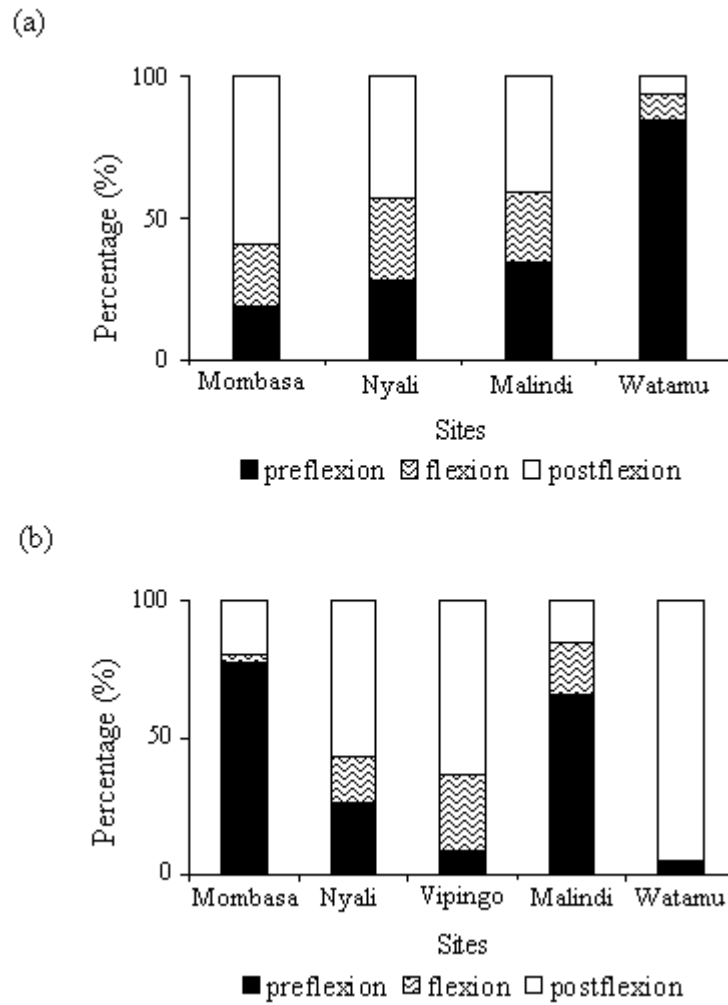 (a)
Percentage (%)
100
50
0
Mombasa Nyali Malindi Watamu
Sites
preflexion flexion postflexion
(b)
Percentage (%)
100
50
0
Mombasa Nyali Vipingo Malindi Watamu
Sites
preflexion flexion postflexion